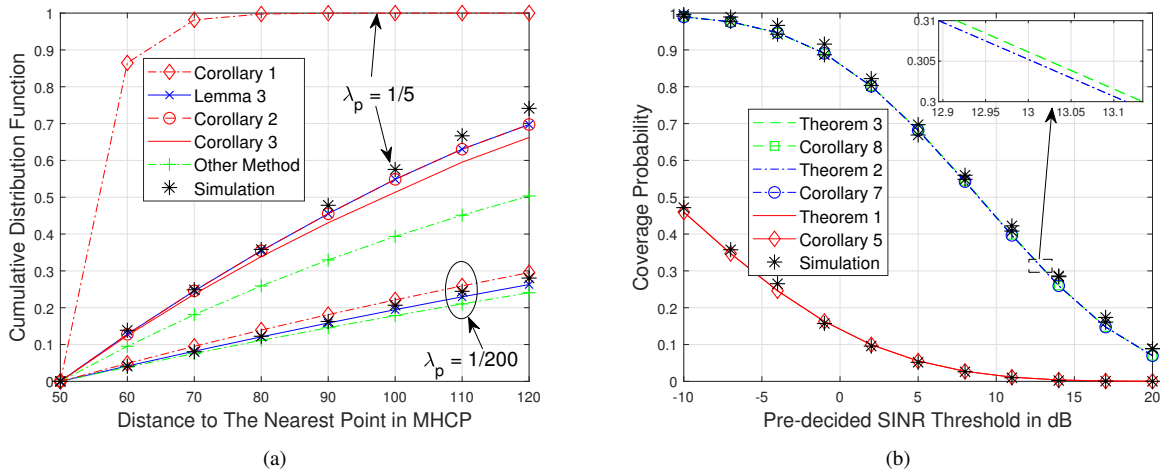 Cumulative Distribution Function
1
0.9
0.8
0.7
0.6
0.5
0.4
0.3
0.2
0.1
0
50
60
70
80
90
100
110
120
Distance to The Nearest Point in MHCP
Corollary 1
Lemma 3
Corollary 2
Corollary 3
Other Method
Simulation
λp = 1/5
λp = 1/200
(a)
Coverage Probability
1
0.9
0.8
0.7
0.6
0.5
0.4
0.3
0.2
0.1
0
-10
-5
0
5
10
15
20
Pre-decided SINR Threshold in dB
Theorem 3
Corollary 8
Theorem 2
Corollary 7
Theorem 1
Corollary 5
Simulation
0.31
0.305
0.3
12.9
12.95
13
13.05
13.1
(b)